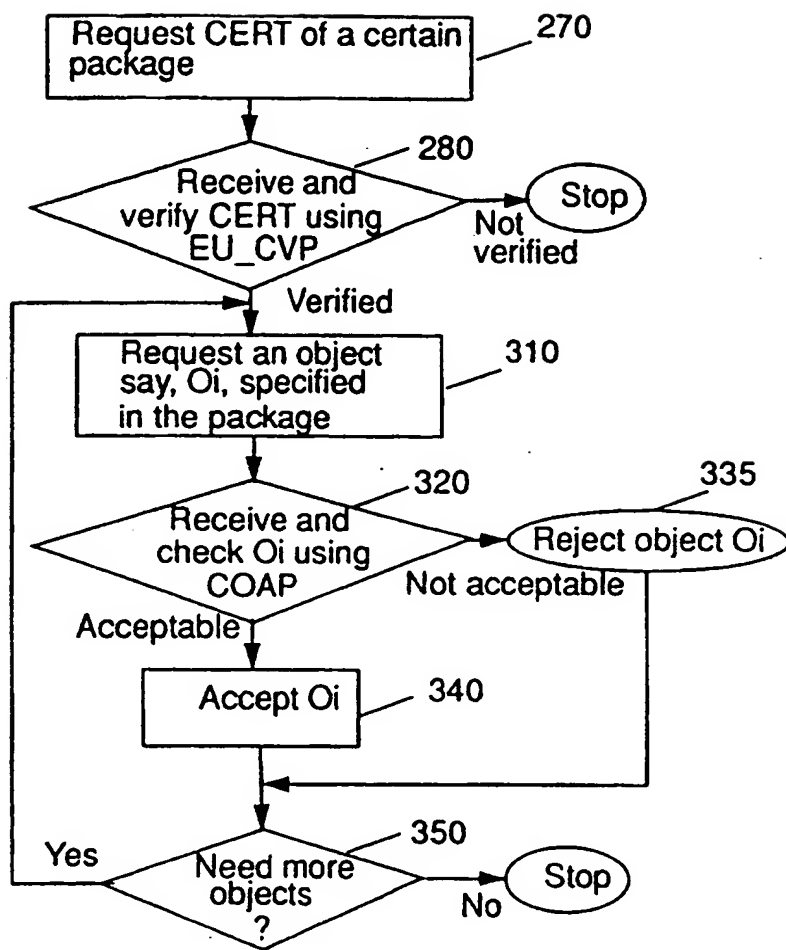 Request CERT of a certain
package
270
280
Receive and
verify CERT using
EU_CVP
Stop
Not
verified
Verified
Request an object
say, Oi, specified
in the package
310
320
335
Receive and
check Oi using
COAP
Reject object Oi
Not acceptable
Acceptable
Accept Oi
340
350
Yes
Need more
objects
?
Stop
No